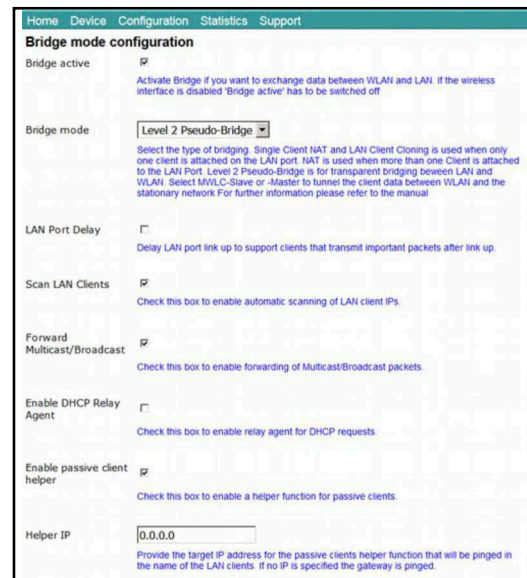 Home Device Configuration Statistics Support
Bridge mode configuration
Bridge active
Activate Bridge if you want to exchange data between WLAN and LAN. If the wireless
interface is disabled 'Bridge active' has to be switched off
Bridge mode
Level 2 Pseudo-Bridge
Select the type of bridging. Single Client NAT and LAN Client Cloning is used when only
one client is attached on the LAN port. NAT is used when more than one Client is attached
to the LAN Port. Level 2 Pseudo-Bridge is for transparent bridging beween LAN and
WLAN. Select MWLC-Slave or -Master to tunnel the client data between WLAN and the
stationary network For further information please refer to the manual
LAN Port Delay
Delay LAN port link up to support clients that transmit important packets after link up.
Scan LAN Clients
Check this box to enable automatic scanning of LAN client IPs.
Forward
Multicast/Broadcast
Check this box to enable forwarding of Multicast/Broadcast packets.
Enable DHCP Relay
Agent
Check this box to enable relay agent for DHCP requests.
Enable passive client
helper
Check this box to enable a helper function for passive clients.
Helper IP
0.0.0.0
Provide the target IP address for the passive clients helper function that will be pinged in
the name of the LAN clients. If no IP is specified the gateway is pinged.